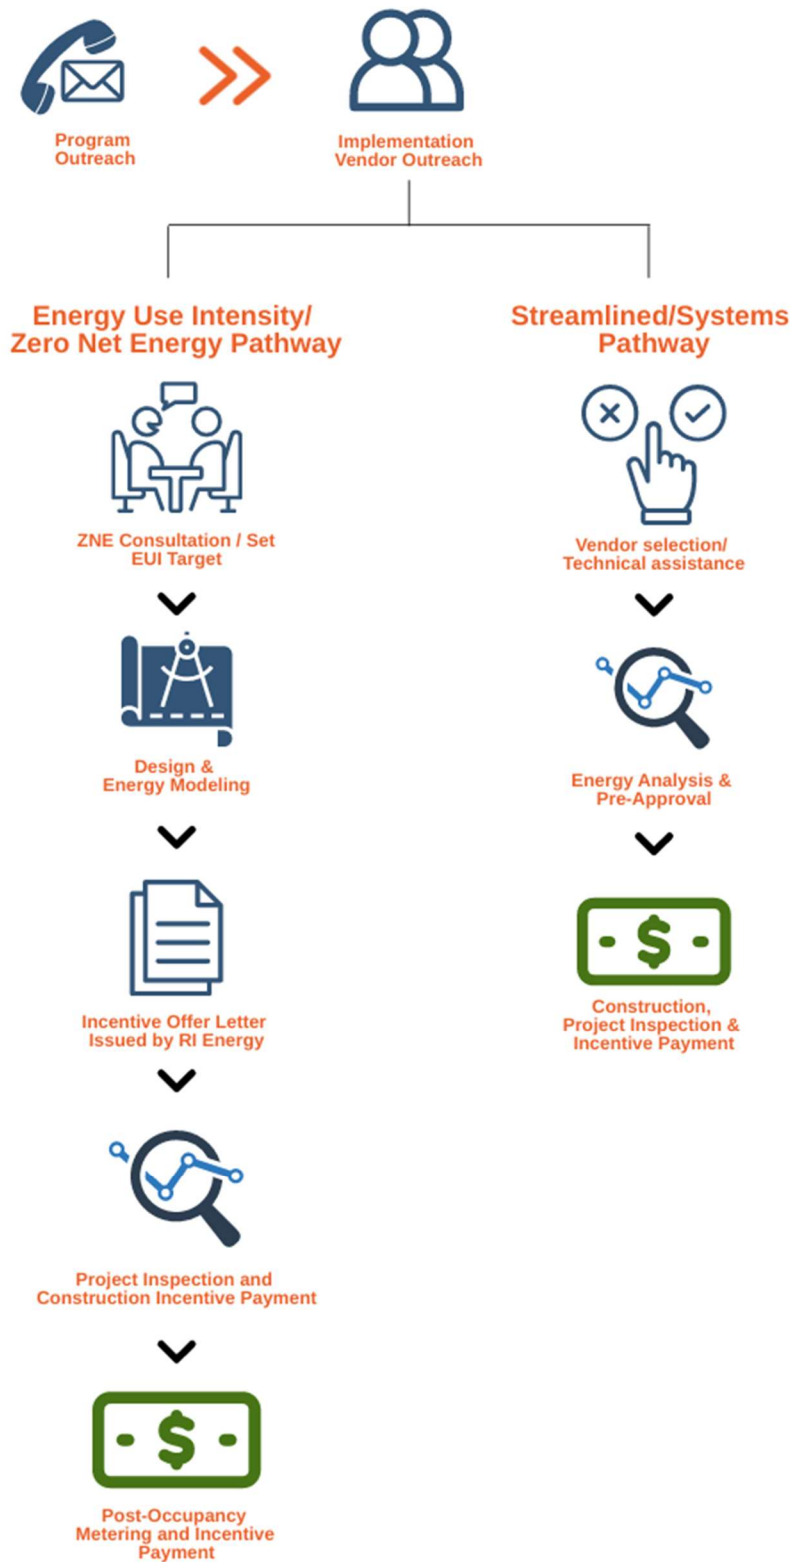 Program
Outreach
Implementation
Vendor Outreach
Energy Use Intensity/
Zero Net Energy Pathway
ZNE Consultation / Set
EUI Target
Design &
Energy Modeling
Incentive Offer Letter
Issued by RI Energy
Project Inspection and
Construction Incentive Payment
$
Post-Occupancy
Metering and Incentive
Payment
Streamlined/Systems
Pathway
Vendor selection/
Technical assistance
Energy Analysis &
Pre-Approval
$
Construction,
Project Inspection &
Incentive Payment